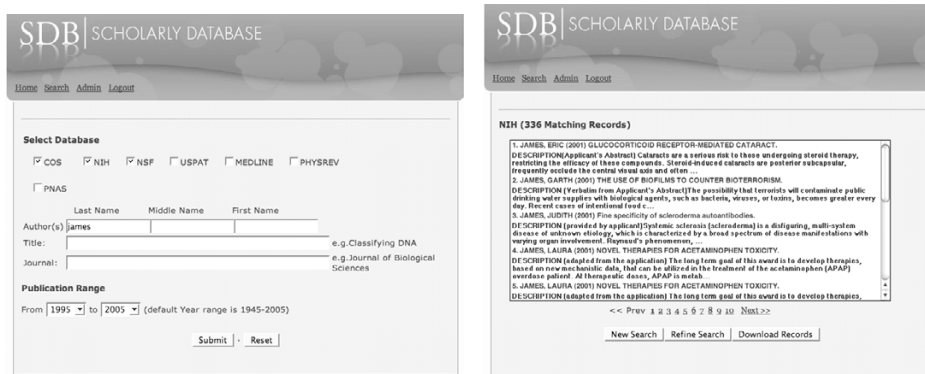 SDB SCHOLARLY DATABASE
Home Search Admin Logout
Select Database
COS NIH NSF USPAT MEDLINE PHYSREV
PNAS
Last Name Middle Name First Name
Author(s) james
Title: e.g.Classifying DNA
Journal: e.g.Journal of Biological
Sciences
Publication Range
From 1995 to 2005 (default Year range is 1945-2005)
Submit · Reset
SDB SCHOLARLY DATABASE
Home Search Admin Logout
NIH (336 Matching Records)
1. JAMES, ERIC (2001) GLUCOCORTICOID RECEPTOR-MEDIATED CATARACT.
DESCRIPTION(Applicant's Abstract) Cataracts are a serious risk to those undergoing steroid therapy,
restricting the efficacy of these compounds. Steroid-induced cataracts are posterior subcapsular,
frequently occlude the central visual axis and often ...
2. JAMES, GARTH (2001) THE USE OF BIOFILMS TO COUNTER BIOTERRORISM.
DESCRIPTION (Verbatim from Applicant's Abstract)The possibility that terrorists will contaminate public
drinking water supplies with biological agents, such as bacteria, viruses, or toxins, becomes greater every
day. Recent cases of intentional food c...
3. JAMES, JUDITH (2001) Fine specificity of scleroderma autoantibodies.
DESCRIPTION (provided by applicant)Systemic sclerosis (scleroderma) is a disfiguring, multi-system
disease of unknown etiology, which is characterized by a broad spectrum of disease manifestations with
varying organ involvement. Raynaud's phenomenon, ...
4. JAMES, LAURA (2001) NOVEL THERAPIES FOR ACETAMINOPHEN TOXICITY.
DESCRIPTION (adapted from the application) The long term goal of this award is to develop therapies,
based on new mechanistic data, that can be utilized in the treatment of the acetaminophen (APAP)
overdose patient. At therapeutic doses, APAP is metab...
5. JAMES, LAURA (2001) NOVEL THERAPIES FOR ACETAMINOPHEN TOXICITY.
DESCRIPTION (adapted from the application) The long term goal of this award is to develop therapies,
<< Prev 1 2 3 4 5 6 7 8 9 10 Next >>
New Search Refine Search Download Records